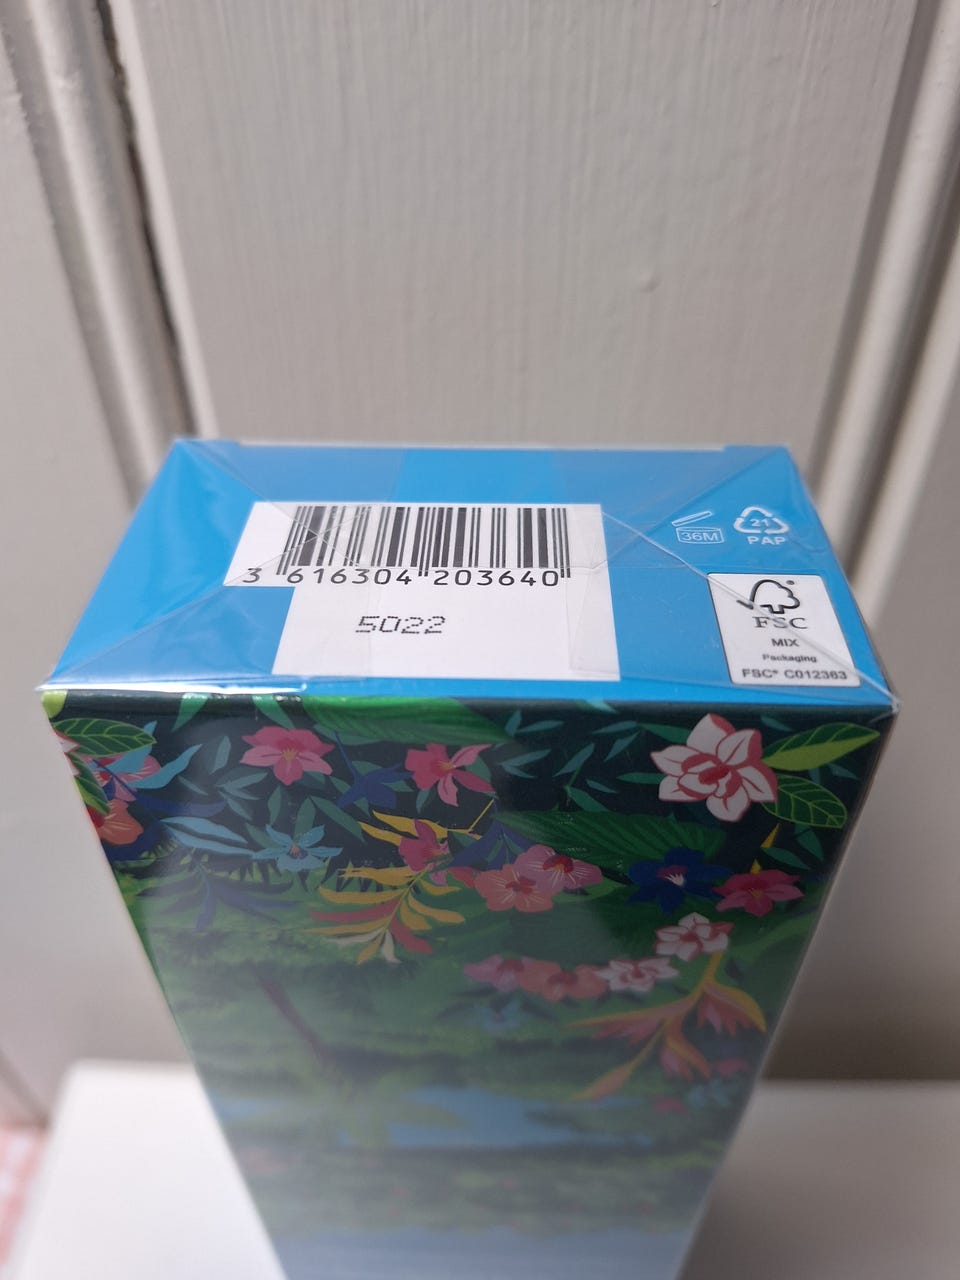 3 616304 203640
5022
36M
21
PAP
FSC
MIX
Packaging
FSC® C012363